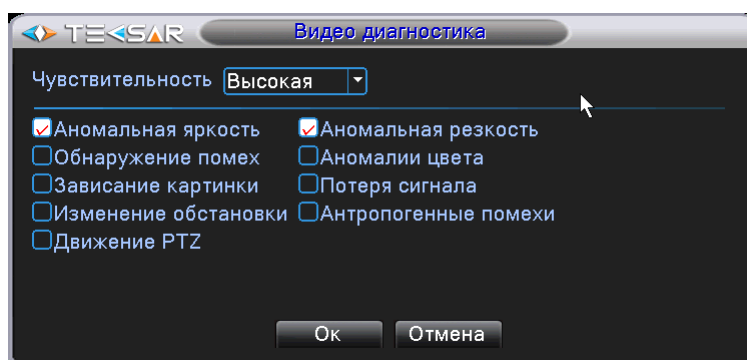 TECSAR Видео диагностика
Чувствительность Высокая
Аномальная яркость Аномальная резкость
Обнаружение помех Аномалии цвета
Зависание картинки Потеря сигнала
Изменение обстановки Антропогенные помехи
Движение PTZ
Ок Отмена